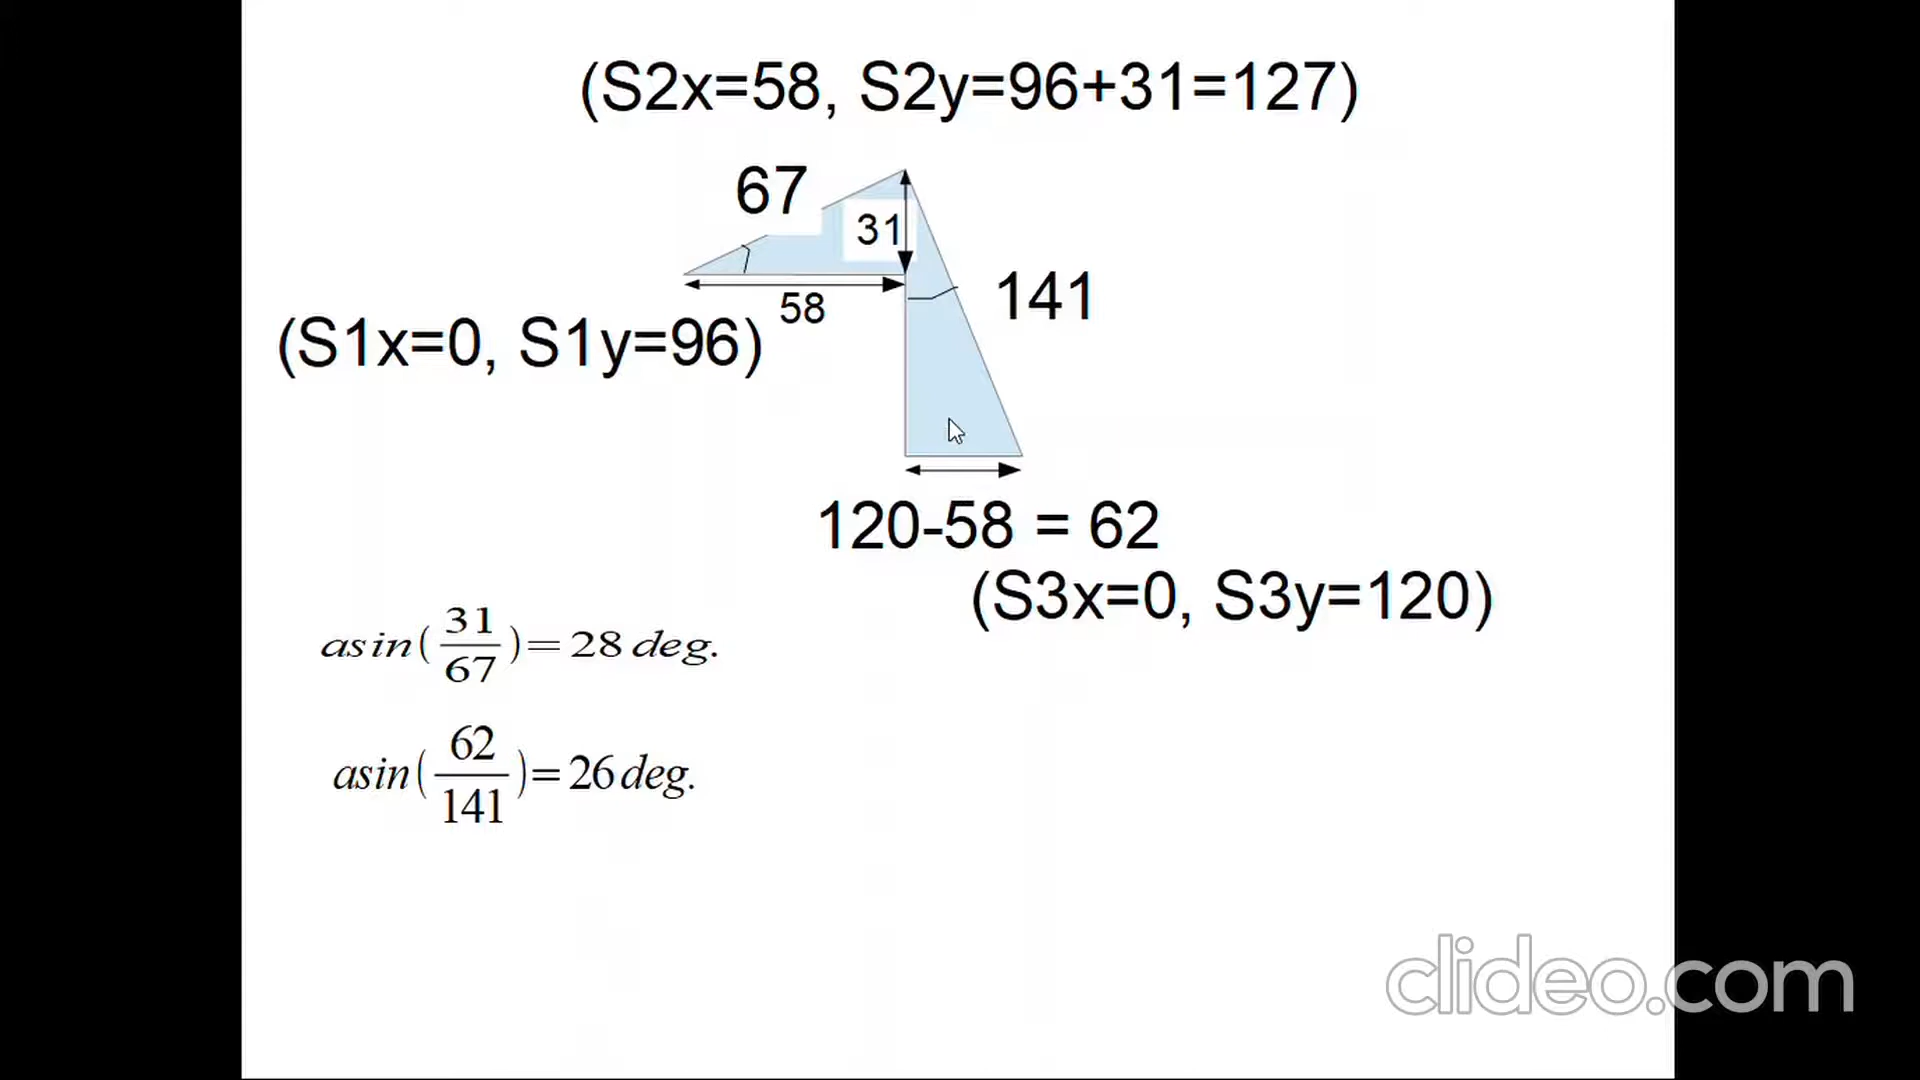 (S2x=58, S2y=96+31=127)
67
31
141
58
(S1x=0, S1y=96)
120-58 = 62
(S3x=0, S3y=120)
asin(31/67)=28 deg.
asin(62/141)=26 deg.
clideo.com